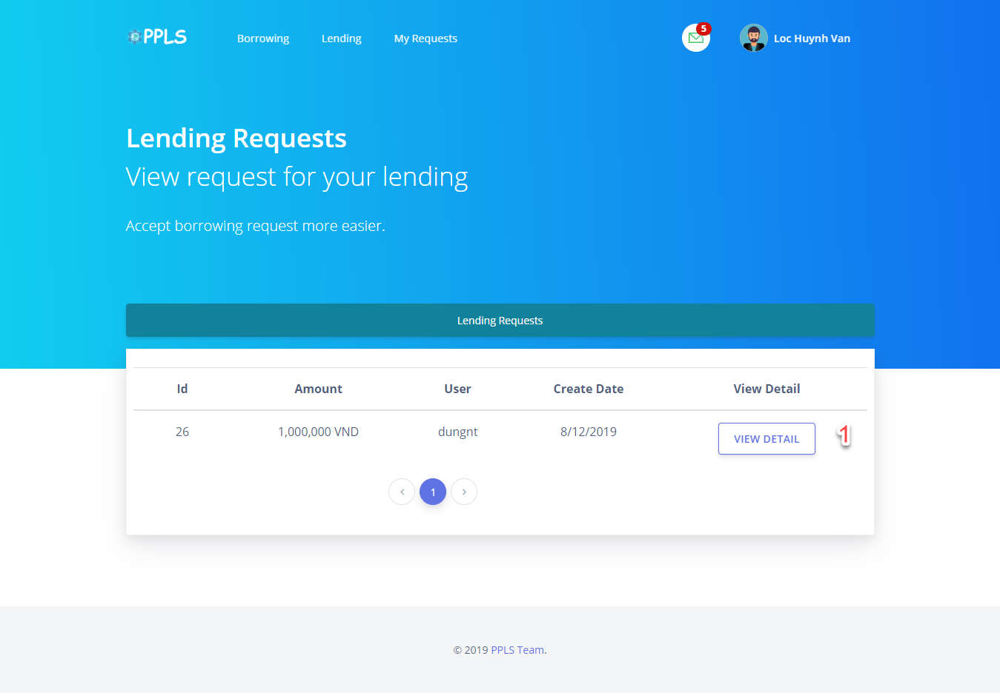 PPLS Borrowing Lending My Requests 5 Loc Huynh Van
Lending Requests
View request for your lending
Accept borrowing request more easier.
Lending Requests
Id Amount User Create Date View Detail
26 1,000,000 VND dungnt 8/12/2019 VIEW DETAIL 1
1
© 2019 PPLS Team.